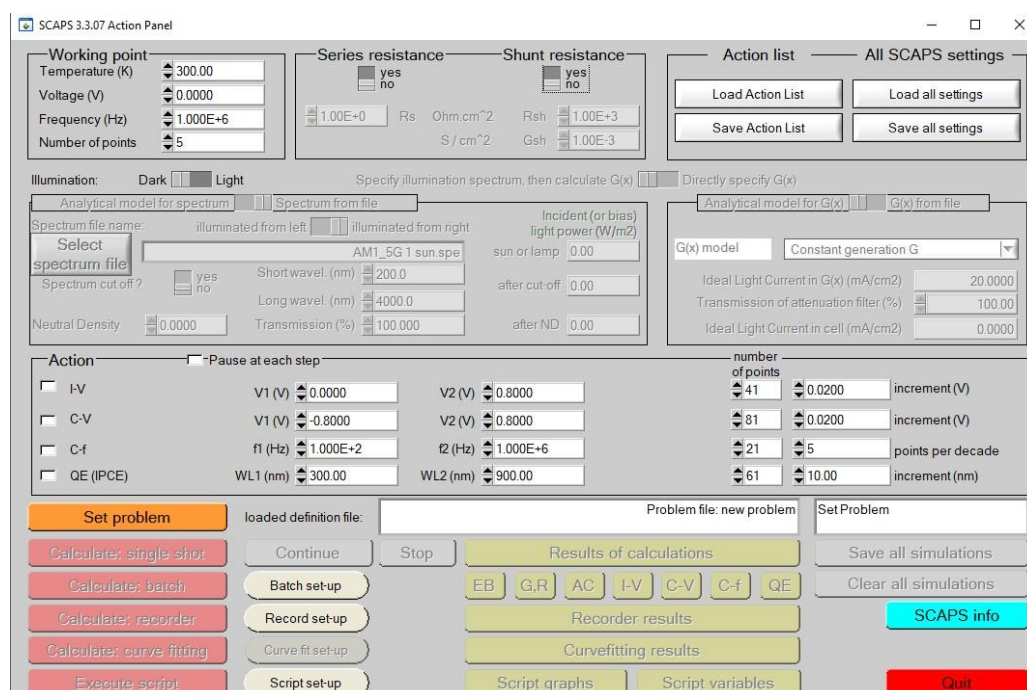 SCAPS 3.3.07 Action Panel
Working point
Temperature (K) 300.00
Voltage (V) 0.0000
Frequency (Hz) 1.000E+6
Number of points 5
Series resistance Shunt resistance
yes yes
no no
1.00E+0 Rs Ohm.cm^2 Rsh 1.00E+3
S / cm^2 Gsh 1.00E-3
Action list All SCAPS settings
Load Action List Load all settings
Save Action List Save all settings
Illumination: Dark Light Specify illumination spectrum, then calculate G(x) Directly specify G(x)
Analytical model for spectrum Spectrum from file
Spectrum file name: illuminated from left illuminated from right
Incident (or bias)
light power (W/m2)
Select
spectrum file
AM1_5G 1 sun.spe sun or lamp 0.00
Spectrum cut off ? yes
no
Short wavel. (nm) 200.0
after cut-off 0.00
Long wavel. (nm) 4000.0
Neutral Density 0.0000 Transmission (%) 100.000 after ND 0.00
Analytical model for G(x) G(x) from file
G(x) model Constant generation G
Ideal Light Current in G(x) (mA/cm2) 20.0000
Transmission of attenuation filter (%) 100.00
Ideal Light Current in cell (mA/cm2) 0.0000
Action Pause at each step number
of points
I-V V1 (V) 0.0000 V2 (V) 0.8000 41 0.0200 increment (V)
C-V V1 (V) -0.8000 V2 (V) 0.8000 81 0.0200 increment (V)
C-f f1 (Hz) 1.000E+2 f2 (Hz) 1.000E+6 21 5 points per decade
QE (IPCE) WL1 (nm) 300.00 WL2 (nm) 900.00 61 10.00 increment (nm)
Set problem loaded definition file: Problem file: new problem Set Problem
Calculate: single shot Continue Stop Results of calculations Save all simulations
Calculate: batch Batch set-up EB G,R AC I-V C-V C-f QE Clear all simulations
Calculate: recorder Record set-up Recorder results SCAPS info
Calculate: curve fitting Curve fit set-up Curvefitting results
Execute script Script set-up Script graphs Script variables Quit